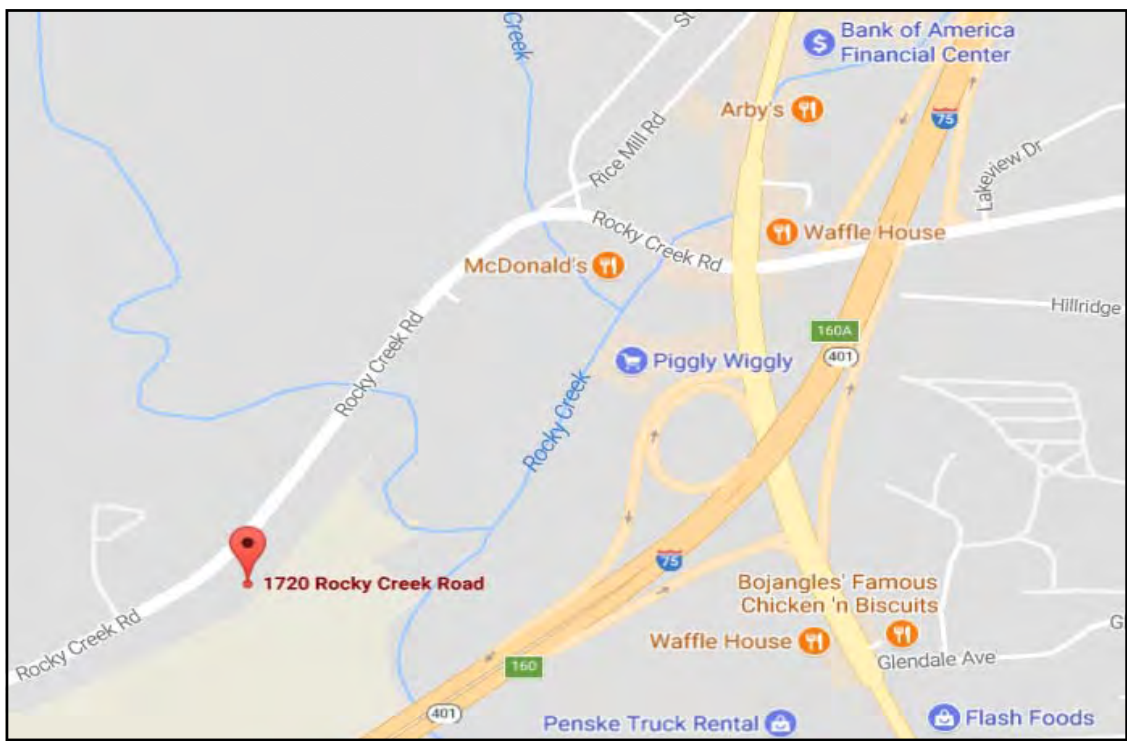 Creek
St
Bank of America
Financial Center
Arby's
75
Rice Mill Rd
Lakeview Dr
Rocky Creek Rd
Waffle House
McDonald's
Hillridge
Rocky Creek Rd
160A
401
Piggly Wiggly
Rocky Creek
1720 Rocky Creek Road
75
Bojangles' Famous
Chicken 'n Biscuits
Rocky Creek Rd
G
Waffle House
160
Glendale Ave
401
Penske Truck Rental
Flash Foods